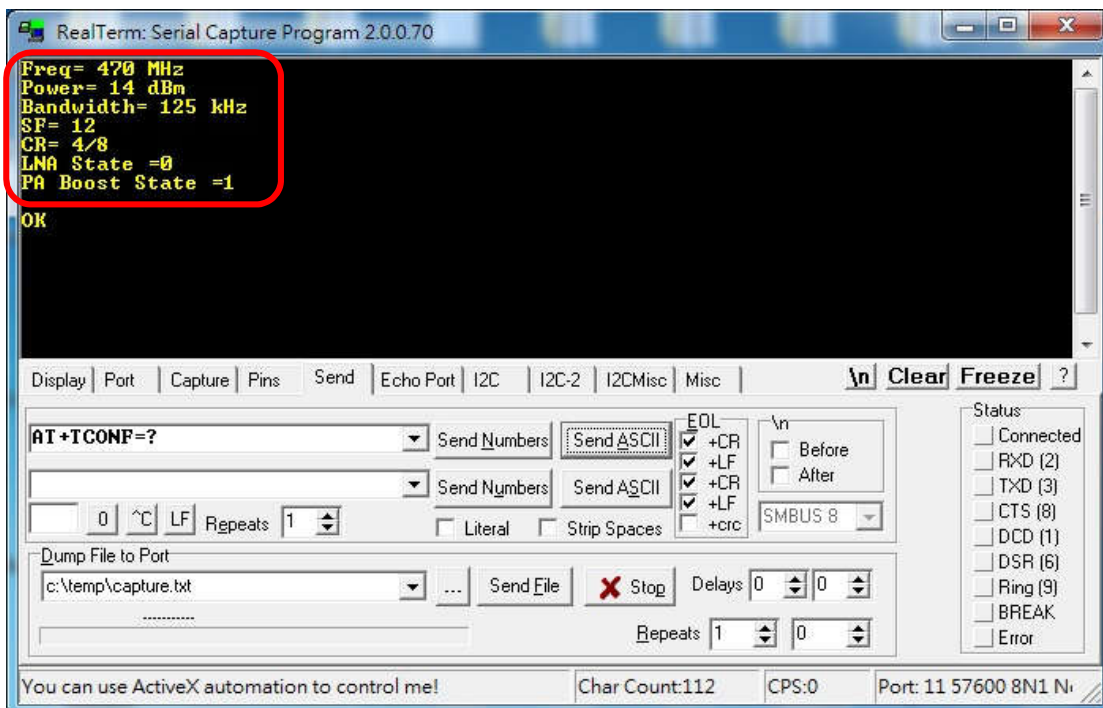 RealTerm: Serial Capture Program 2.0.0.70
Freq= 470 MHz
Power= 14 dBm
Bandwidth= 125 kHz
SF= 12
CR= 4/8
LNA State =0
PA Boost State =1
OK
Display Port Capture Pins Send Echo Port I2C I2C-2 I2CMisc Misc \n Clear Freeze ?
AT+TCONF=? Send Numbers Send ASCII
Send Numbers Send ASCII
0 ^C LF Repeats 1 Literal Strip Spaces
EOL
+CR
+LF
+CR
+LF
+crc
\n
Before
After
SMBUS 8
Dump File to Port
c:\temp\capture.txt ... Send File Stop Delays 0 0
Repeats 1 0
Status
Connected
RXD (2)
TXD (3)
CTS (8)
DCD (1)
DSR (6)
Ring (9)
BREAK
Error
You can use ActiveX automation to control me! Char Count:112 CPS:0 Port: 11 57600 8N1